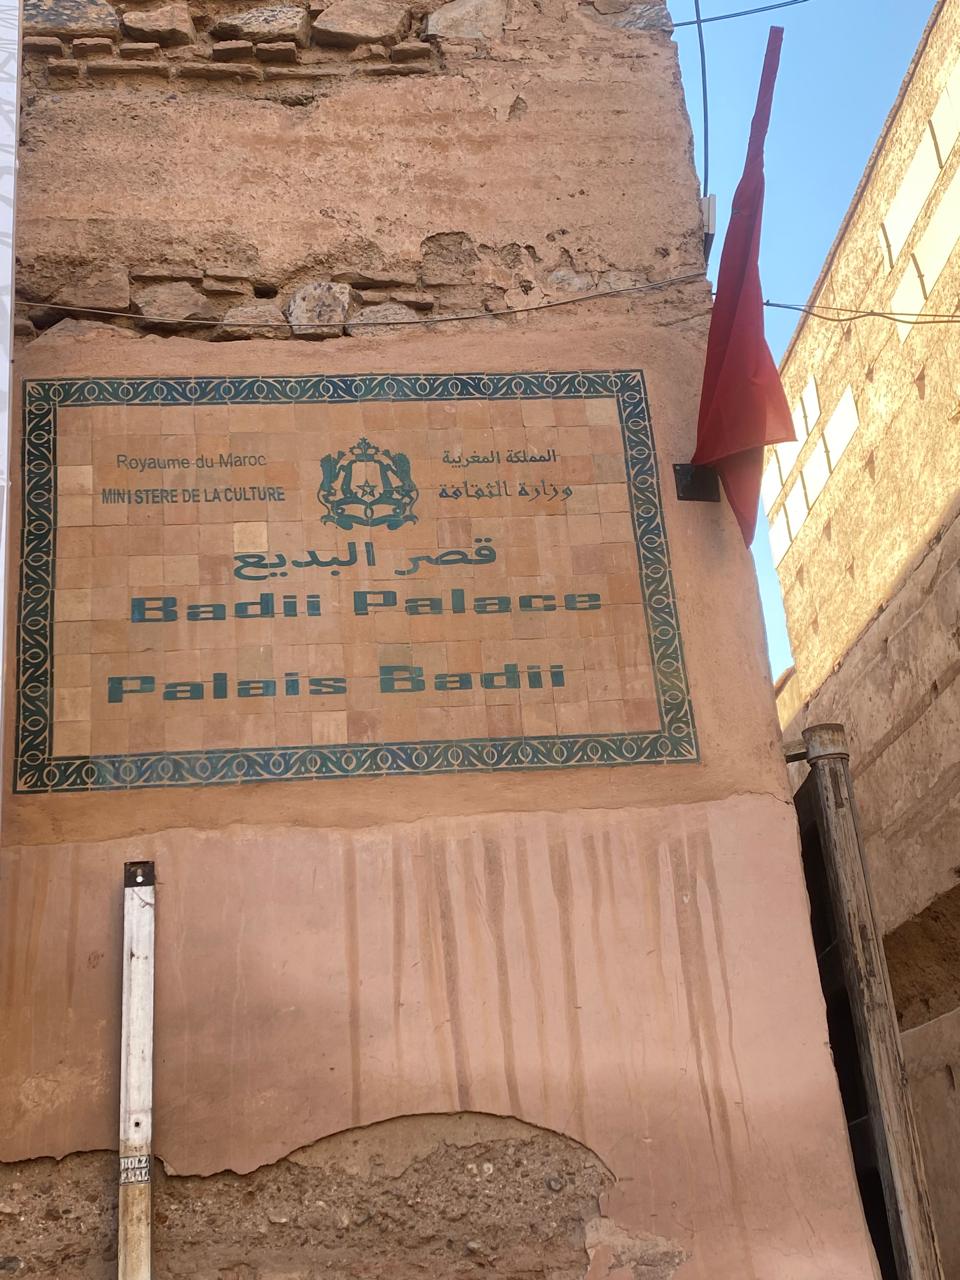 Royaume du Maroc
MINISTERE DE LA CULTURE
المملكة المغربية
وزارة الثقافة
قصر البديع
Badii Palace
Palais Badii